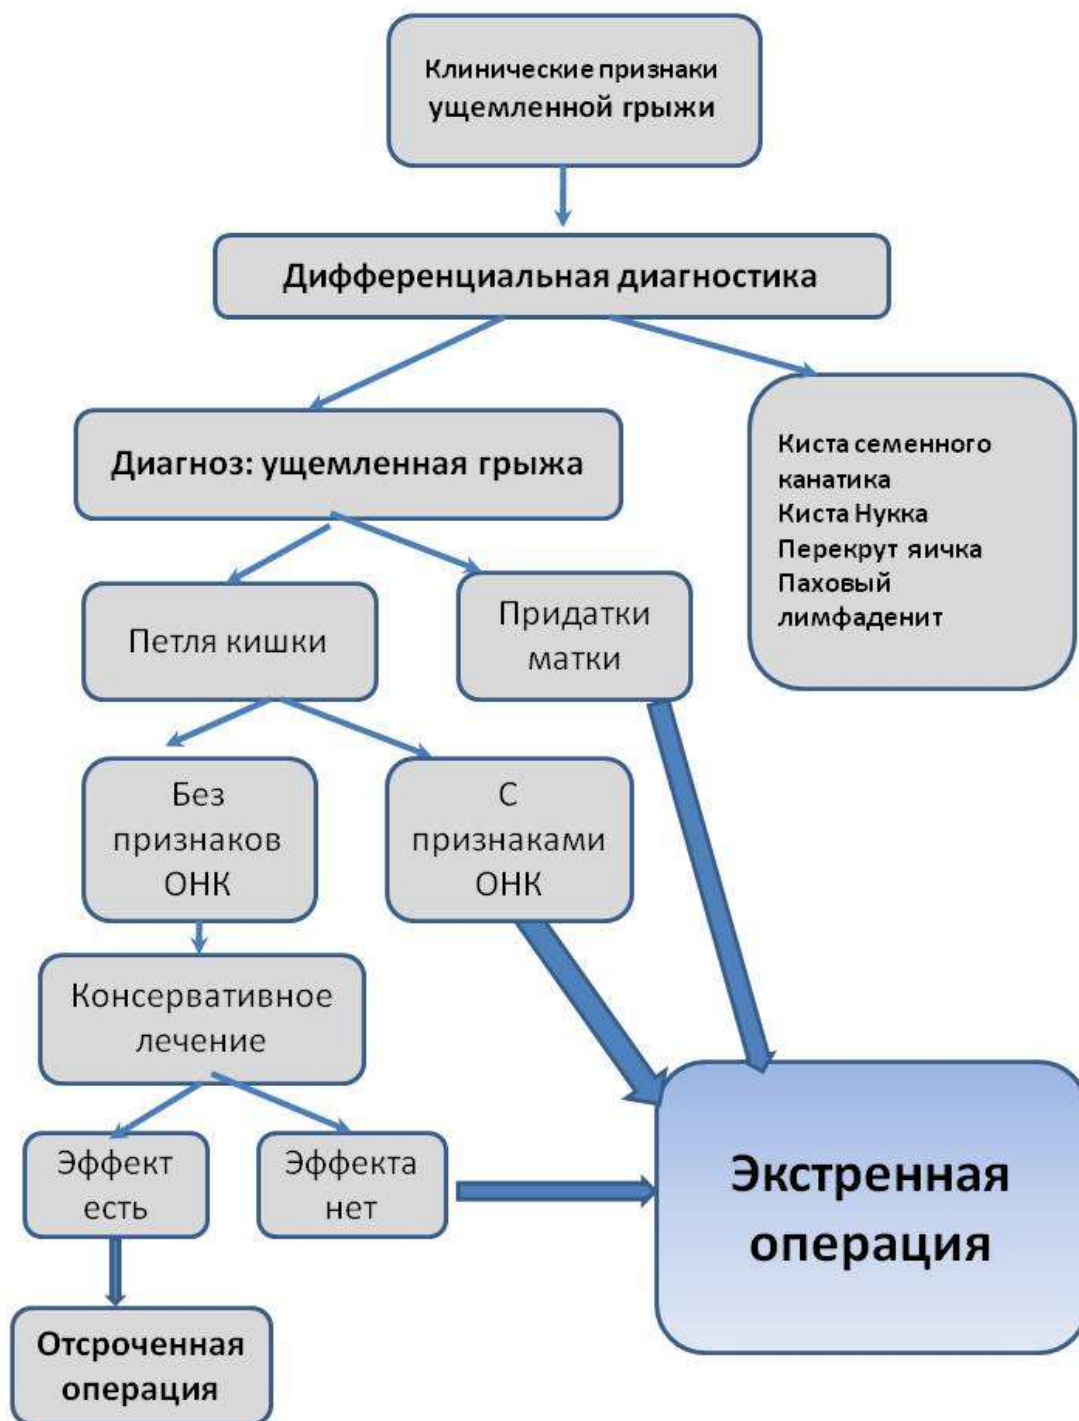 Клинические признаки
ущемленной грыжи
Дифференциальная диагностика
Диагноз: ущемленная грыжа
Киста семенного
канатика
Киста Нукка
Перекрут яичка
Паховый
лимфаденит
Петля кишки
Придатки
матки
Без
признаков
ОНК
С
признаками
ОНК
Консервативное
лечение
Эффект
есть
Эффекта
нет
Экстренная
операция
Отсроченная
операция